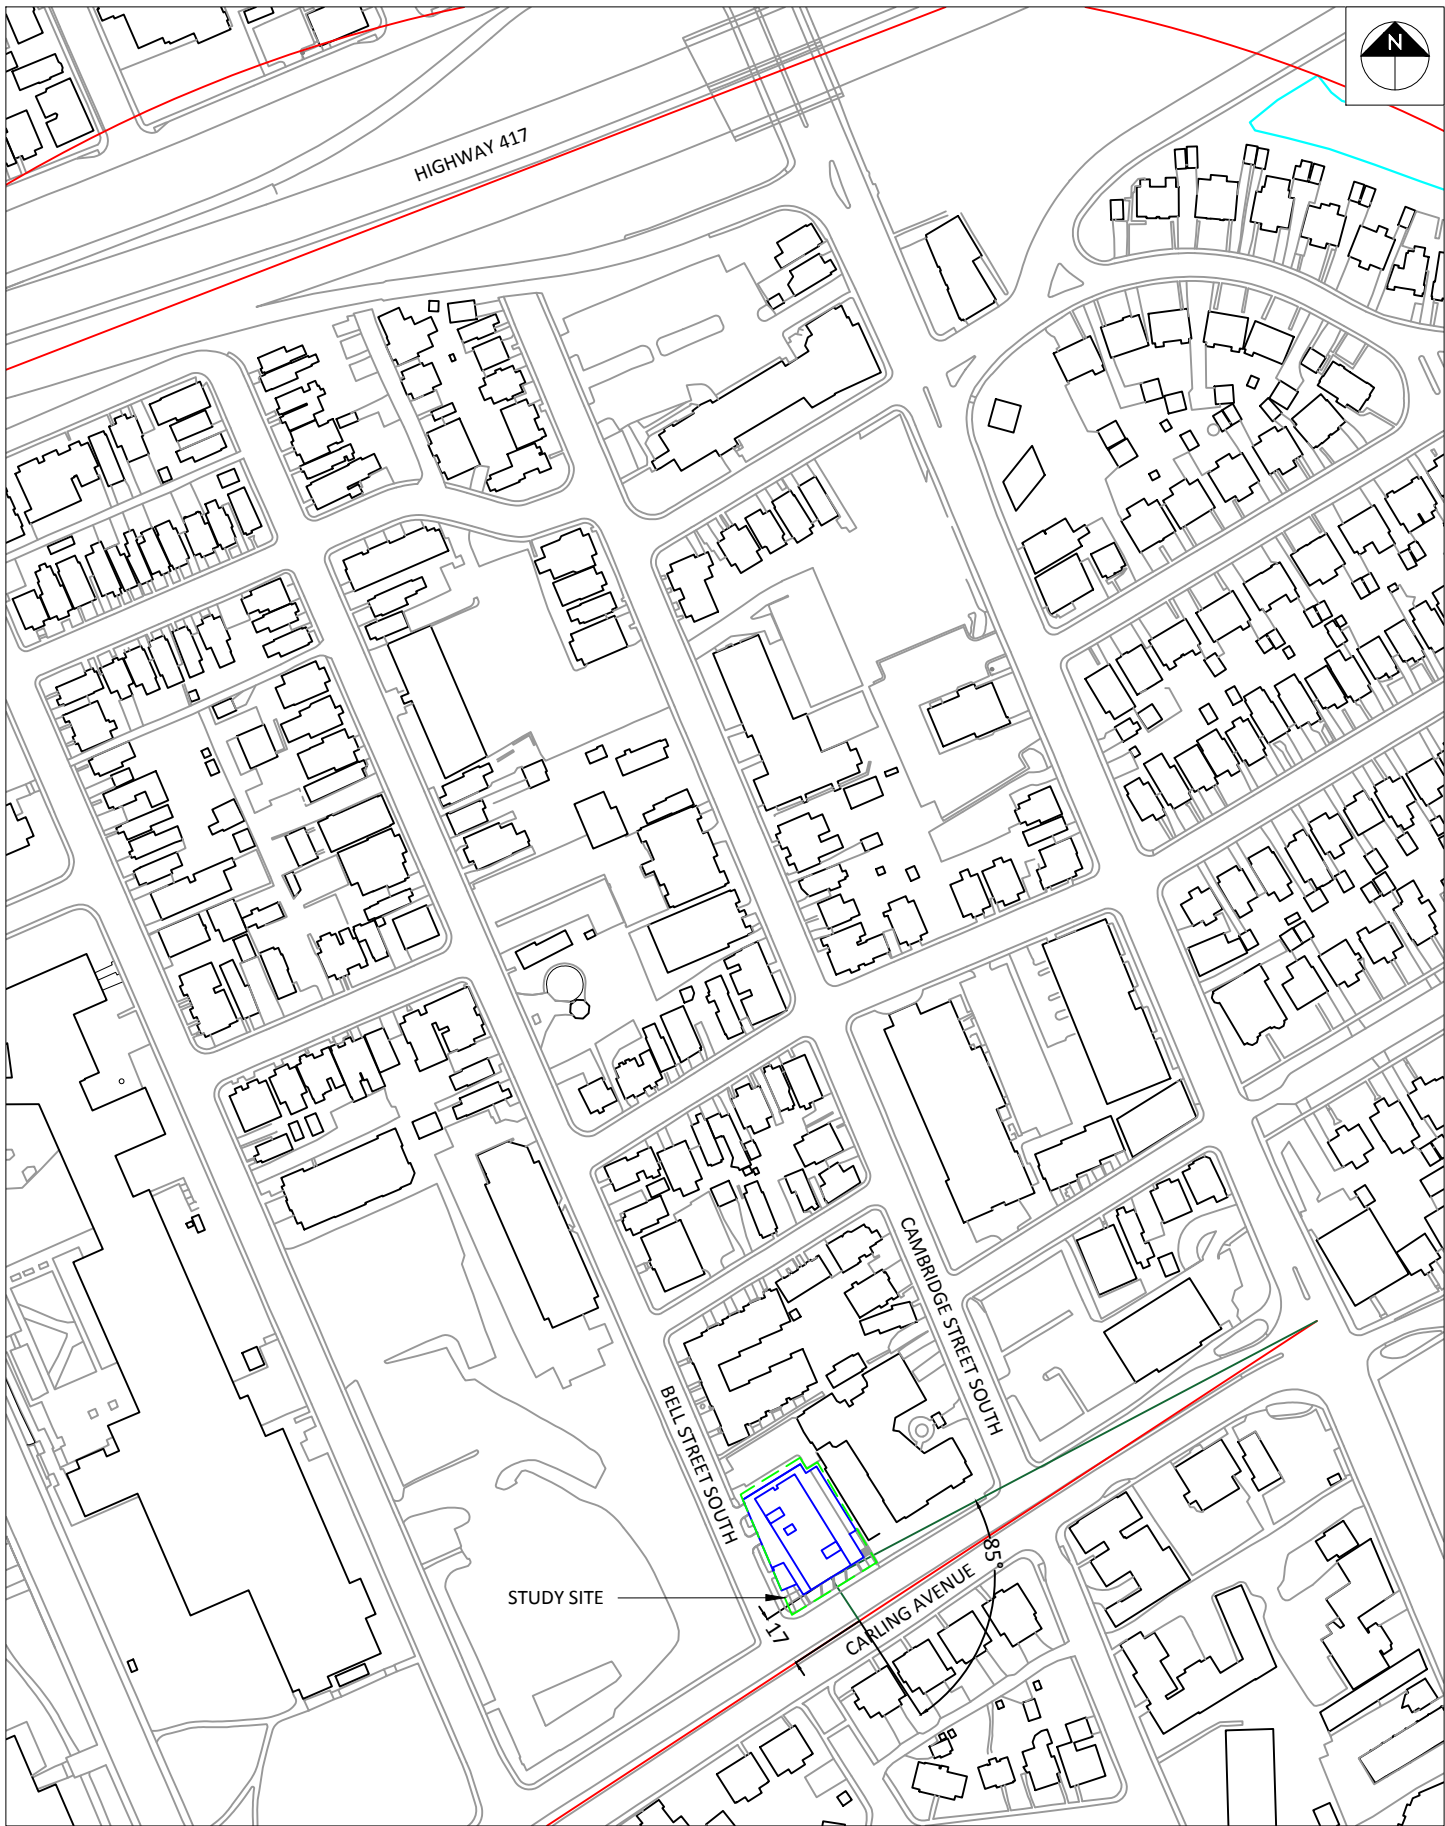 N
HIGHWAY 417
CAMBRIDGE STREET SOUTH
BELL STREET SOUTH
85°
STUDY SITE
17
CARLING AVENUE